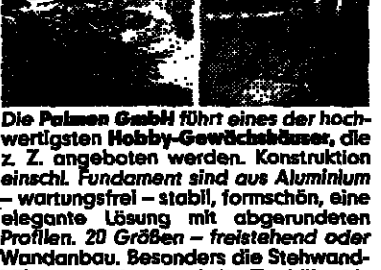 Die Palmen GmbH führt eines der hoch-
wertigsten Hobby-Gewächshäuser, die
z. Z. angeboten werden. Konstruktion
einschl. Fundament sind aus Aluminium
– wartungsfrei – stabil, formschön, eine
elegante Lösung mit abgerundeten
Profilen. 20 Größen – freistehend oder
Wandanbau. Besonders die Stehwand-